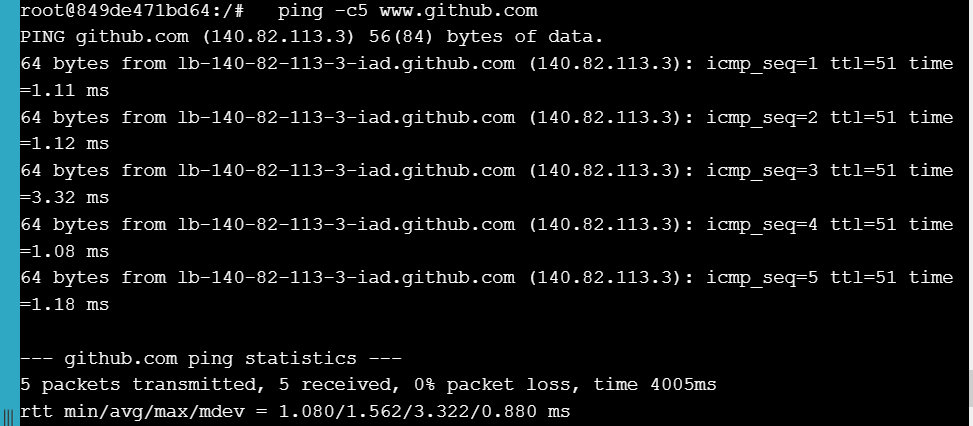 root@849de471bd64:/#   ping -c5 www.github.com
PING github.com (140.82.113.3) 56(84) bytes of data.
64 bytes from lb-140-82-113-3-iad.github.com (140.82.113.3): icmp_seq=1 ttl=51 time
=1.11 ms
64 bytes from lb-140-82-113-3-iad.github.com (140.82.113.3): icmp_seq=2 ttl=51 time
=1.12 ms
64 bytes from lb-140-82-113-3-iad.github.com (140.82.113.3): icmp_seq=3 ttl=51 time
=3.32 ms
64 bytes from lb-140-82-113-3-iad.github.com (140.82.113.3): icmp_seq=4 ttl=51 time
=1.08 ms
64 bytes from lb-140-82-113-3-iad.github.com (140.82.113.3): icmp_seq=5 ttl=51 time
=1.18 ms
--- github.com ping statistics ---
5 packets transmitted, 5 received, 0% packet loss, time 4005ms
rtt min/avg/max/mdev = 1.080/1.562/3.322/0.880 ms